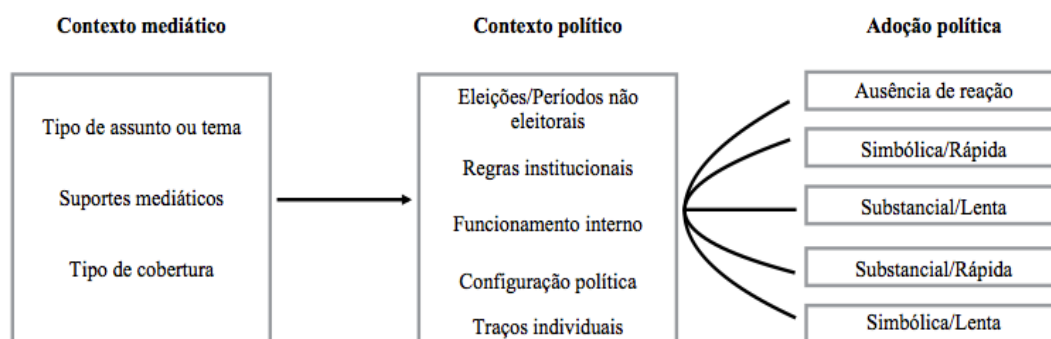 Contexto mediático
Contexto político
Adoção política
Tipo de assunto ou tema
Suportes mediáticos
Tipo de cobertura
Eleições/Períodos não
eleitorais
Regras institucionais
Funcionamento interno
Configuração política
Traços individuais
Ausência de reação
Simbólica/Rápida
Substancial/Lenta
Substancial/Rápida
Simbólica/Lenta